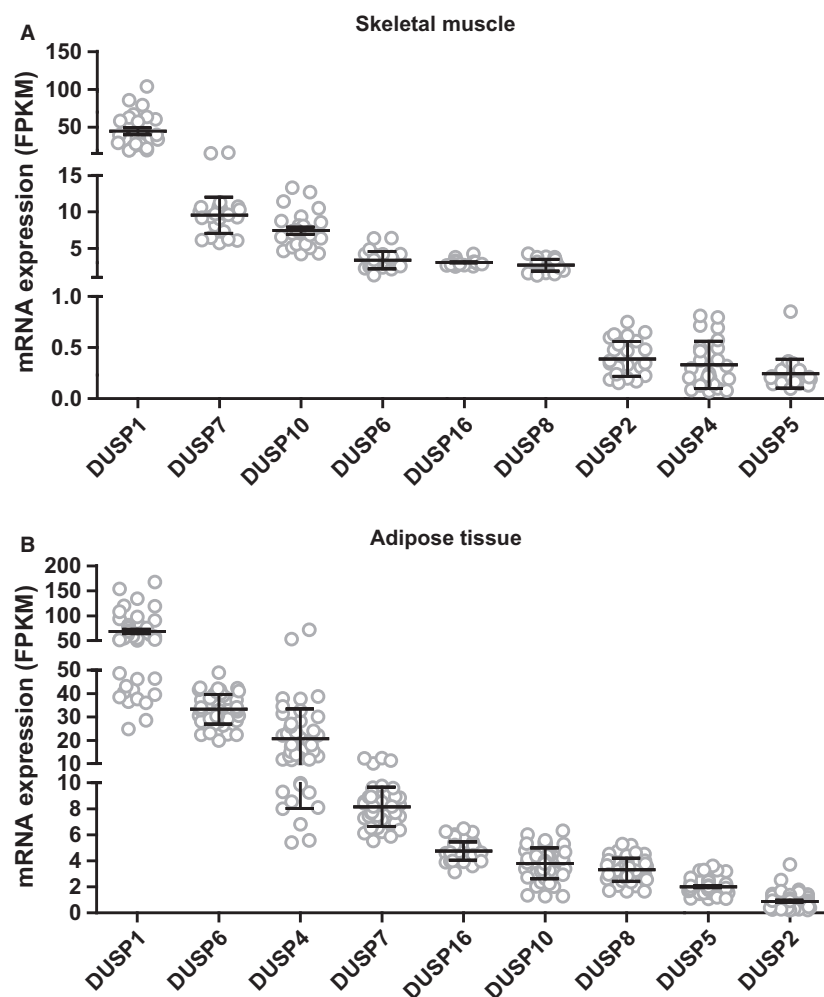 A
Skeletal muscle
mRNA expression (FPKM)
150
100
50
15
10
5
1.0
0.5
0.0
DUSP1
DUSP7
DUSP10
DUSP6
DUSP16
DUSP8
DUSP2
DUSP4
DUSP5
B
Adipose tissue
mRNA expression (FPKM)
200
150
100
50
50
40
30
20
10
10
8
6
4
2
0
DUSP1
DUSP6
DUSP4
DUSP7
DUSP16
DUSP10
DUSP8
DUSP5
DUSP2